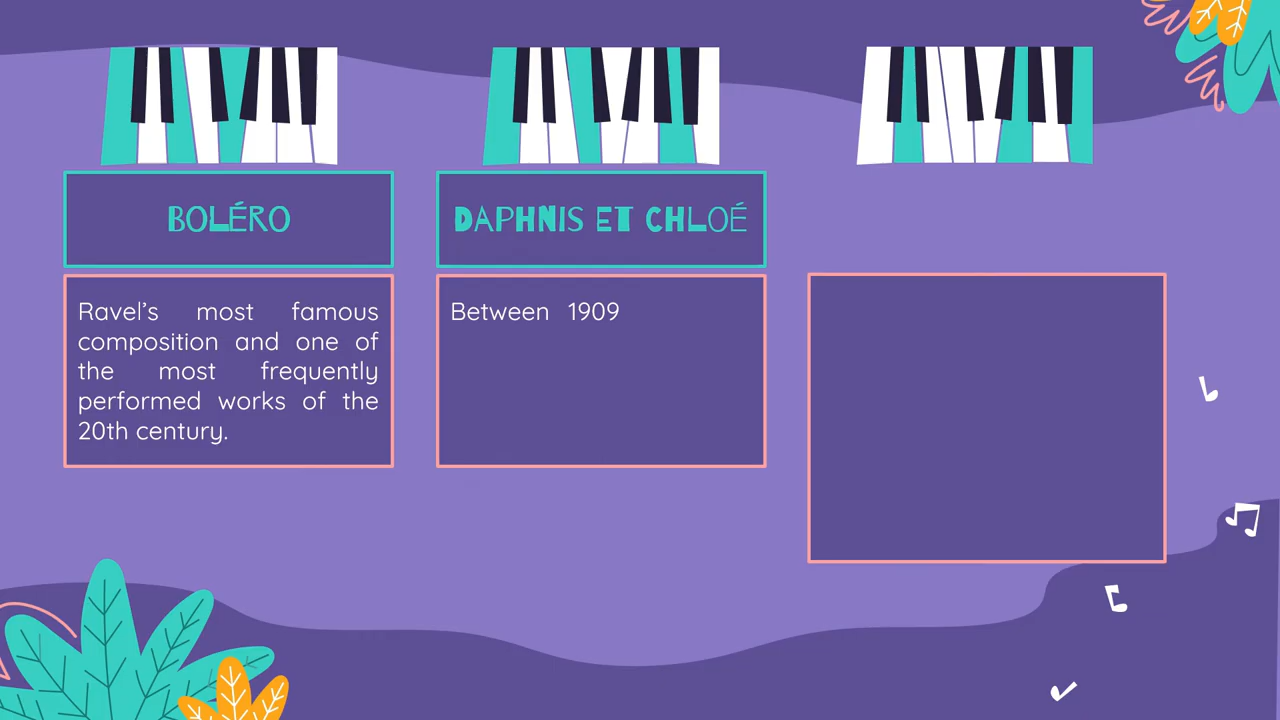 BOLÉRO
DAPHNIS ET CHLOÉ
Ravel’s most famous
composition and one of
the most frequently
performed works of the
20th century.
Between 1909